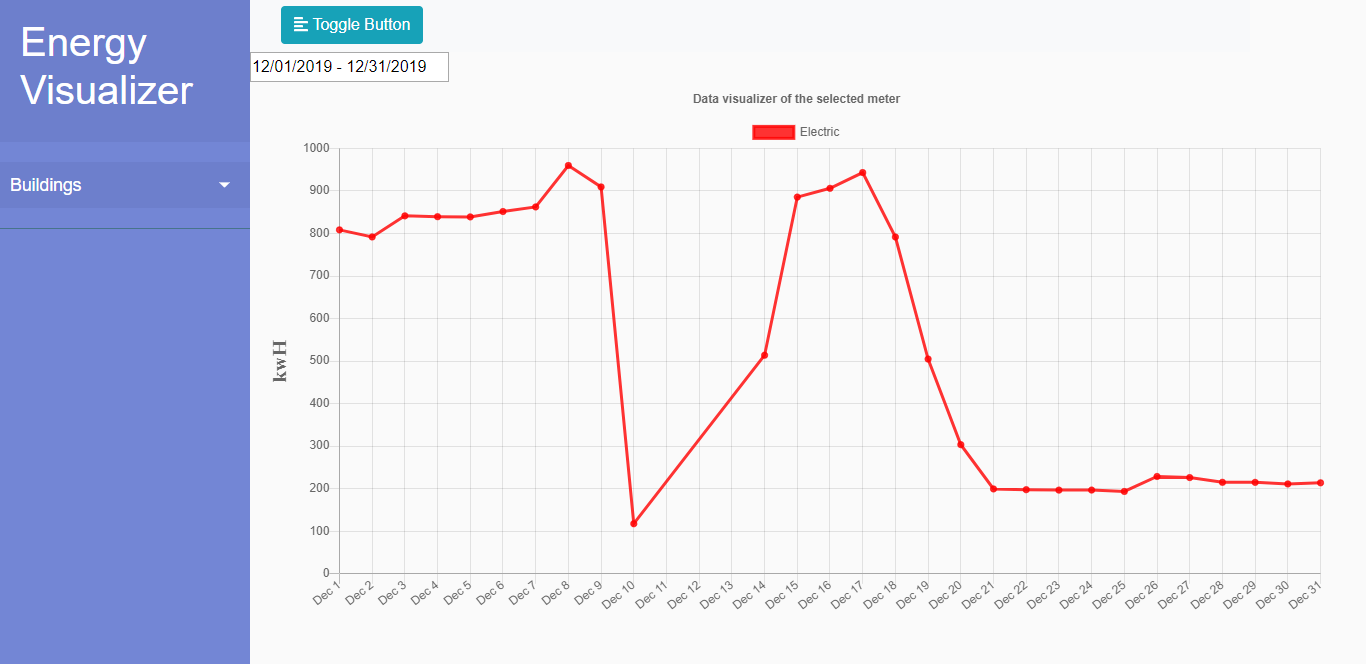 Energy
Visualizer
Buildings
Toggle Button
12/01/2019 - 12/31/2019
Data visualizer of the selected meter
Electric
kwH
1000
900
800
700
600
500
400
300
200
100
0
Dec 1 Dec 2 Dec 3 Dec 4 Dec 5 Dec 6 Dec 7 Dec 8 Dec 9 Dec 10 Dec 11 Dec 12 Dec 13 Dec 14 Dec 15 Dec 16 Dec 17 Dec 18 Dec 19 Dec 20 Dec 21 Dec 22 Dec 23 Dec 24 Dec 25 Dec 26 Dec 27 Dec 28 Dec 29 Dec 30 Dec 31